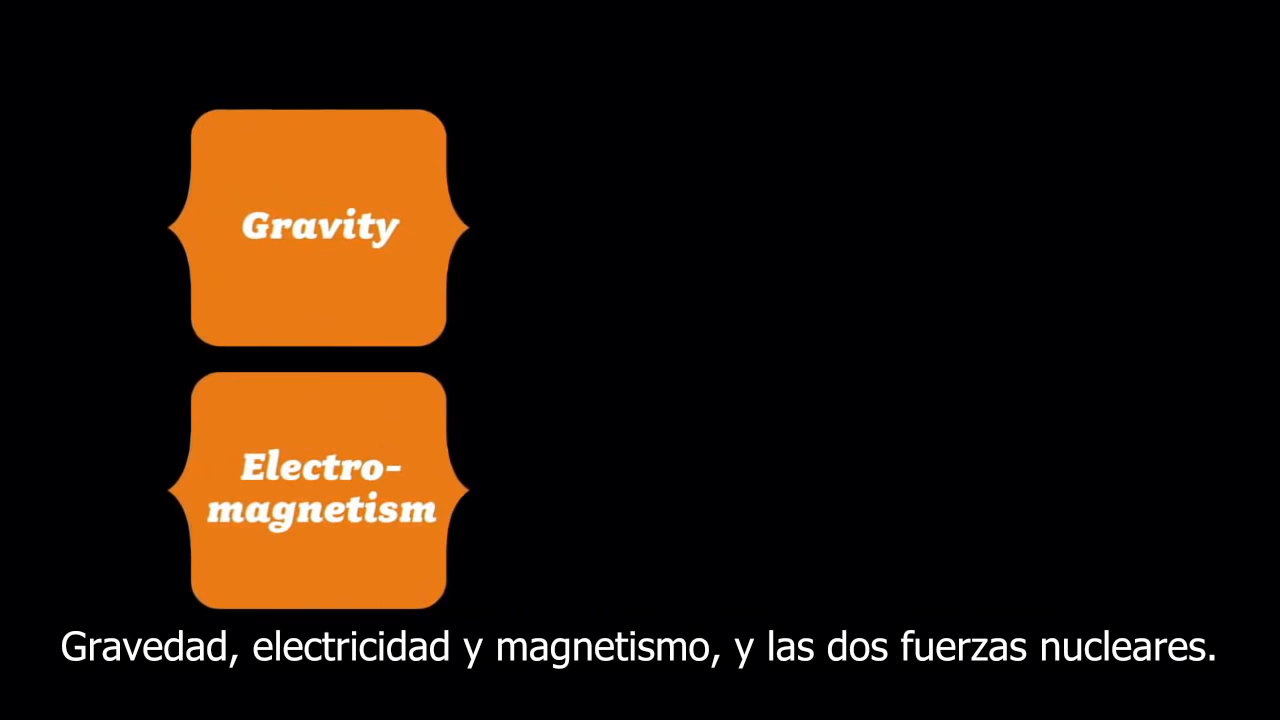 Gravity
Electro-
magnetism
Gravedad, electricidad y magnetismo, y las dos fuerzas nucleares.